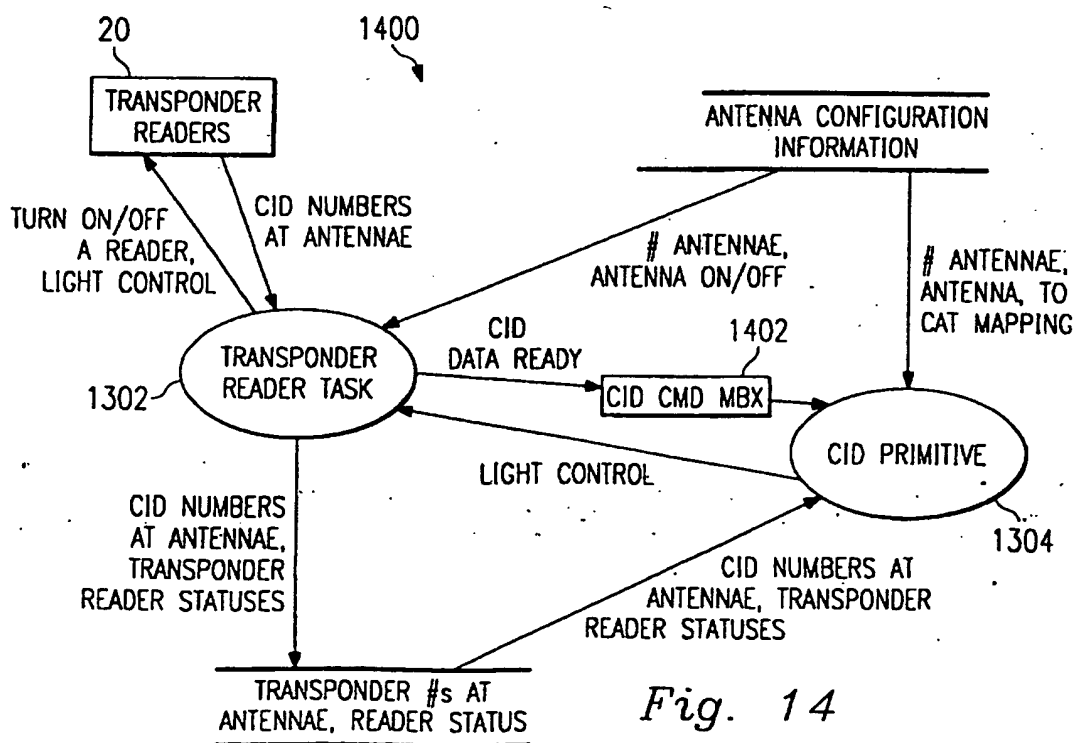 20
1400
TRANSPONDER
READERS
ANTENNA CONFIGURATION
INFORMATION
TURN ON/OFF
A READER,
LIGHT CONTROL
CID NUMBERS
AT ANTENNAE
# ANTENNAE,
ANTENNA ON/OFF
# ANTENNAE,
ANTENNA, TO
CAT MAPPING
TRANSPONDER
READER TASK
1302
CID
DATA READY
1402
CID CMD MBX
CID PRIMITIVE
1304
LIGHT CONTROL
CID NUMBERS
AT ANTENNAE,
TRANSPONDER
READER STATUSES
CID NUMBERS AT
ANTENNAE, TRANSPONDER
READER STATUSES
TRANSPONDER #s AT
ANTENNAE, READER STATUS
Fig. 14